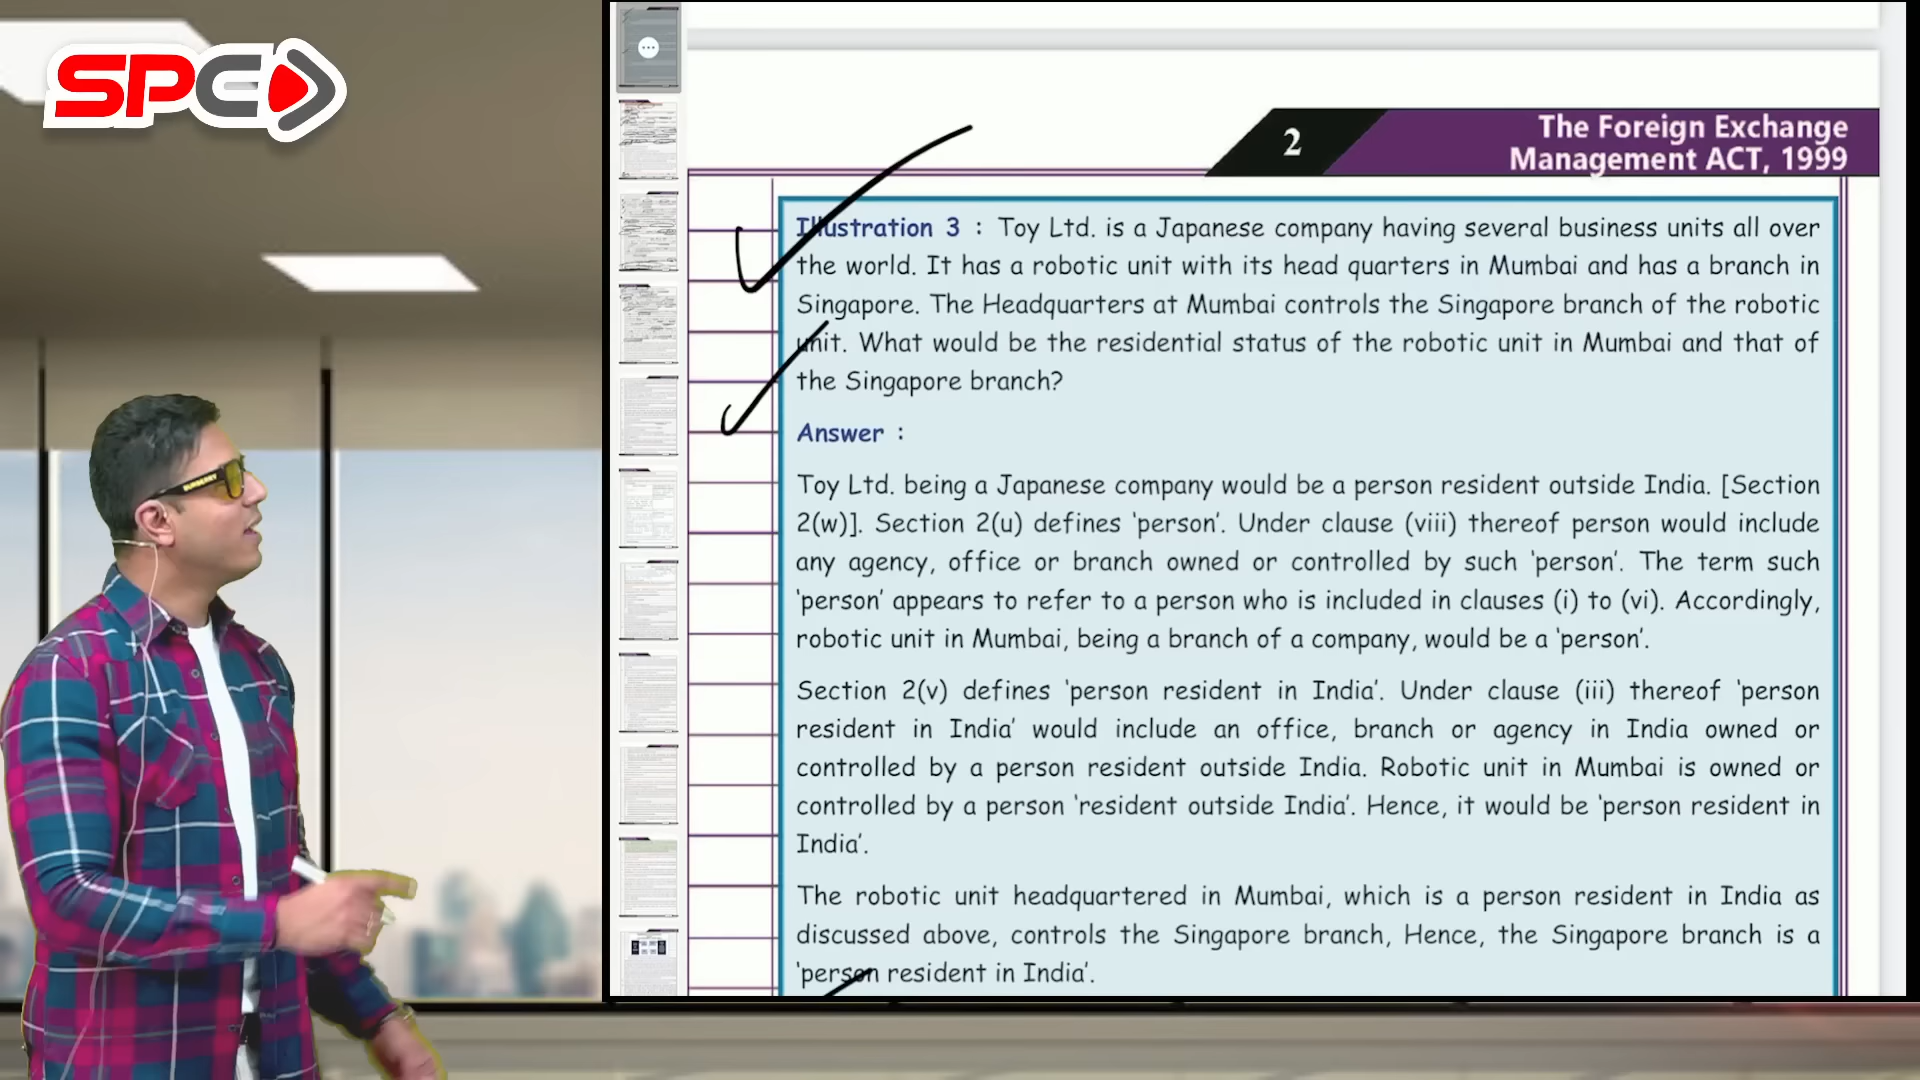 SPC
2
The Foreign Exchange
Management ACT, 1999
Illustration 3 : Toy Ltd. is a Japanese company having several business units all over
the world. It has a robotic unit with its head quarters in Mumbai and has a branch in
Singapore. The Headquarters at Mumbai controls the Singapore branch of the robotic
unit. What would be the residential status of the robotic unit in Mumbai and that of
the Singapore branch?
Answer :
Toy Ltd. being a Japanese company would be a person resident outside India. [Section
2(w)]. Section 2(u) defines ‘person’. Under clause (viii) thereof person would include
any agency, office or branch owned or controlled by such ‘person’. The term such
‘person’ appears to refer to a person who is included in clauses (i) to (vi). Accordingly,
robotic unit in Mumbai, being a branch of a company, would be a ‘person’.
Section 2(v) defines ‘person resident in India’. Under clause (iii) thereof ‘person
resident in India’ would include an office, branch or agency in India owned or
controlled by a person resident outside India. Robotic unit in Mumbai is owned or
controlled by a person ‘resident outside India’. Hence, it would be ‘person resident in
India’.
The robotic unit headquartered in Mumbai, which is a person resident in India as
discussed above, controls the Singapore branch, Hence, the Singapore branch is a
‘person resident in India’.
BURBERRY